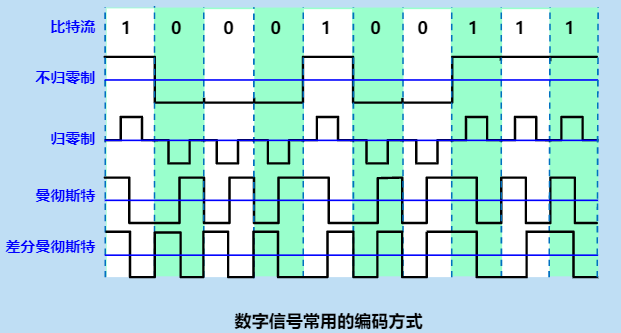 比特流 1 0 0 0 1 0 0 1 1 1
不归零制
归零制
曼彻斯特
差分曼彻斯特
数字信号常用的编码方式